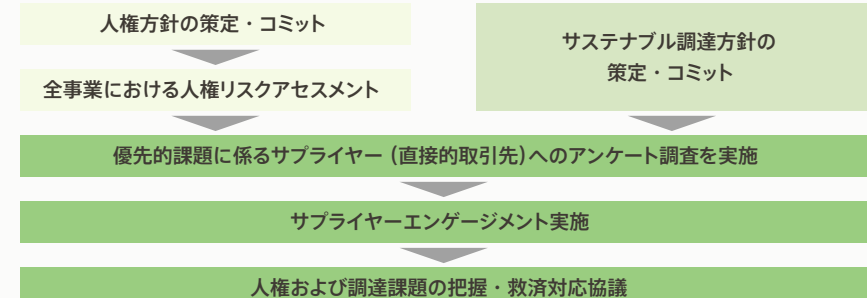 人権方針の策定・コミット
全事業における人権リスクアセスメント
サステナブル調達方針の
策定・コミット
優先的課題に係るサプライヤー（直接的取引先）へのアンケート調査を実施
サプライヤーエンゲージメント実施
人権および調達課題の把握・救済対応協議